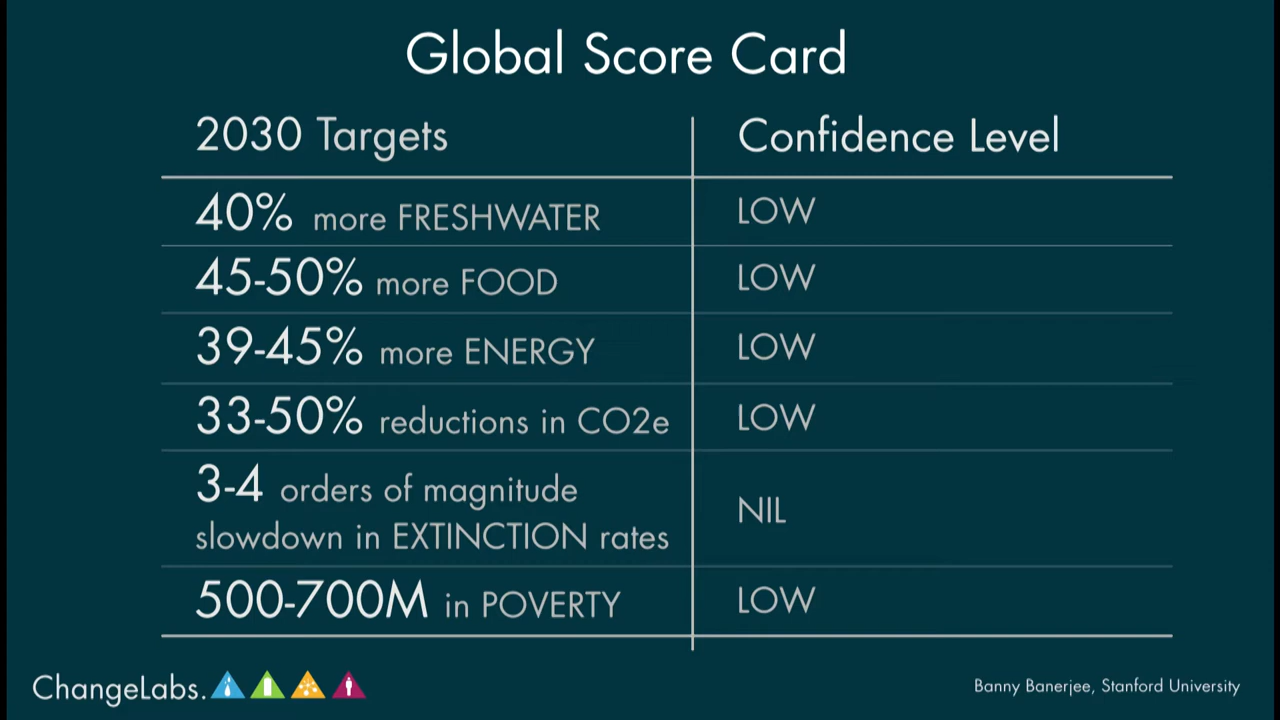 Global Score Card
2030 Targets Confidence Level
40% more FRESHWATER LOW
45-50% more FOOD LOW
39-45% more ENERGY LOW
33-50% reductions in CO2e LOW
3-4 orders of magnitude
slowdown in EXTINCTION rates NIL
500-700M in POVERTY LOW
ChangeLabs.
Banny Banerjee, Stanford University